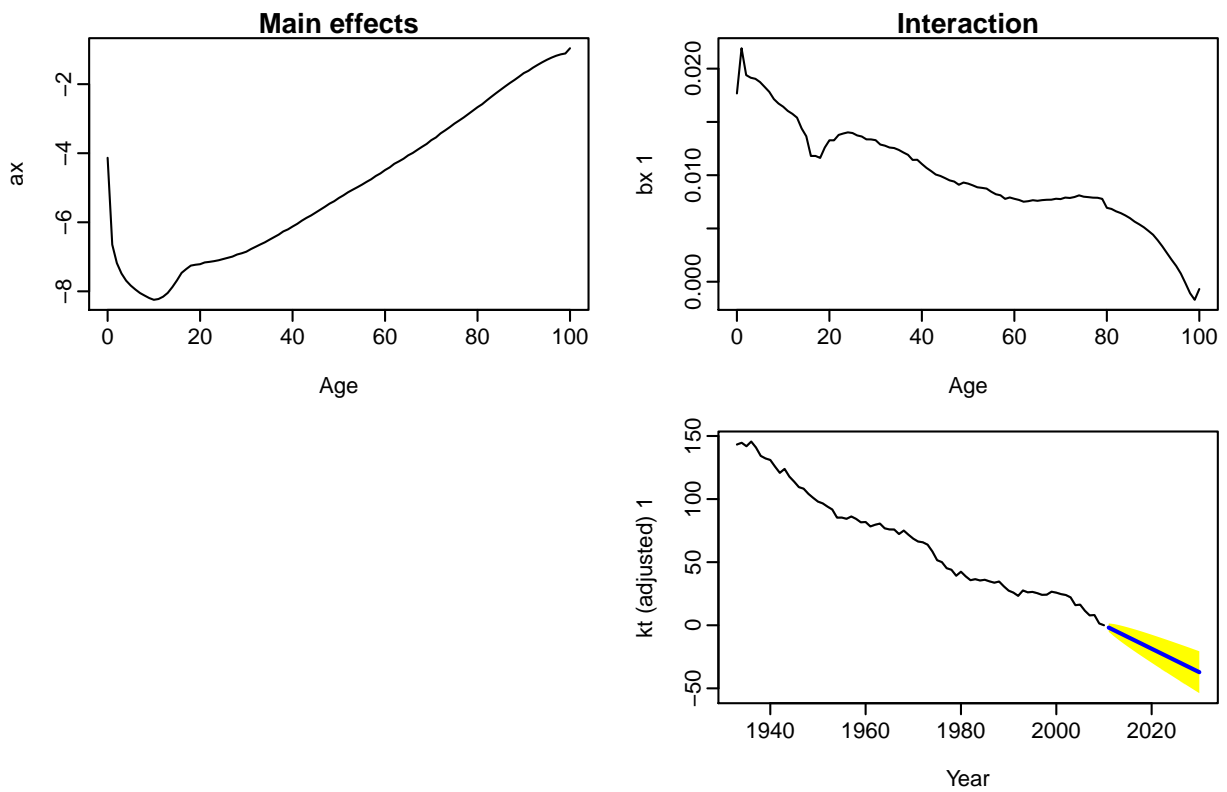 Main effects
ax
−2
−4
−6
−8
0 20 40 60 80 100
Age
Interaction
bx 1
0.020
0.010
0.000
0 20 40 60 80 100
Age
kt (adjusted) 1
150
100
50
0
−50
1940 1960 1980 2000 2020
Year